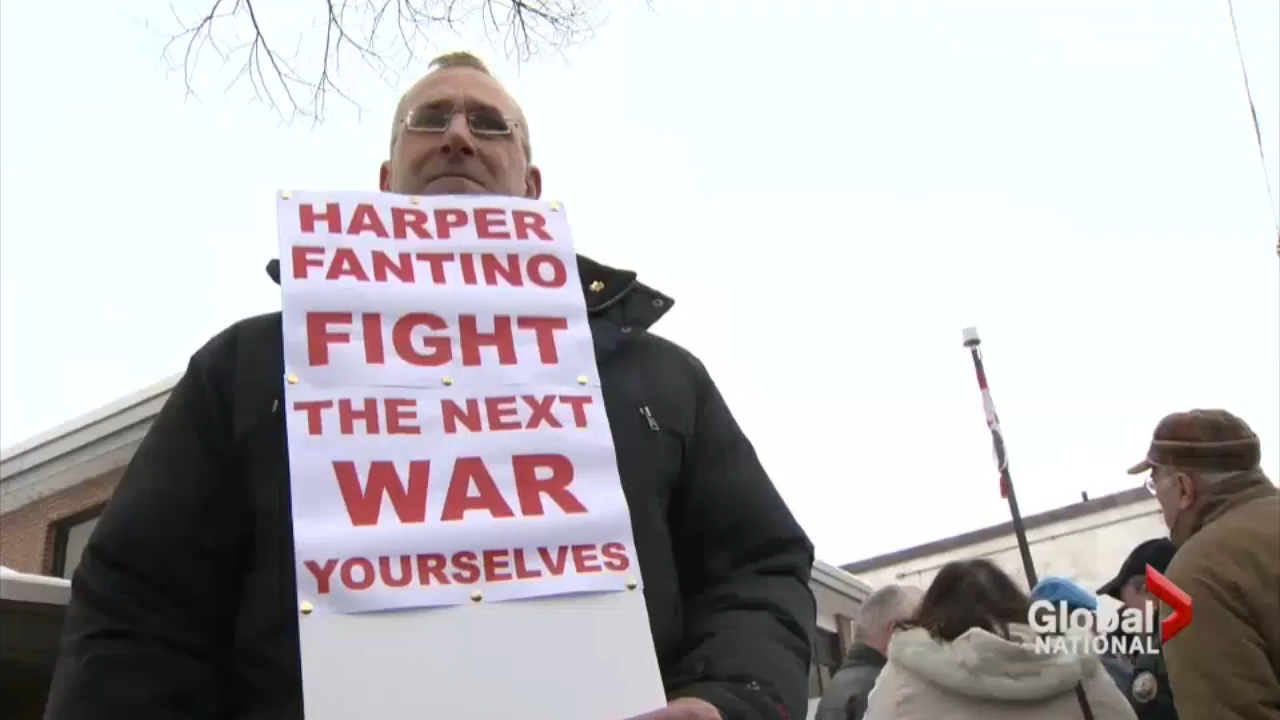 HARPER
FANTINO
FIGHT
THE NEXT
WAR
YOURSELVES
Global
NATIONAL